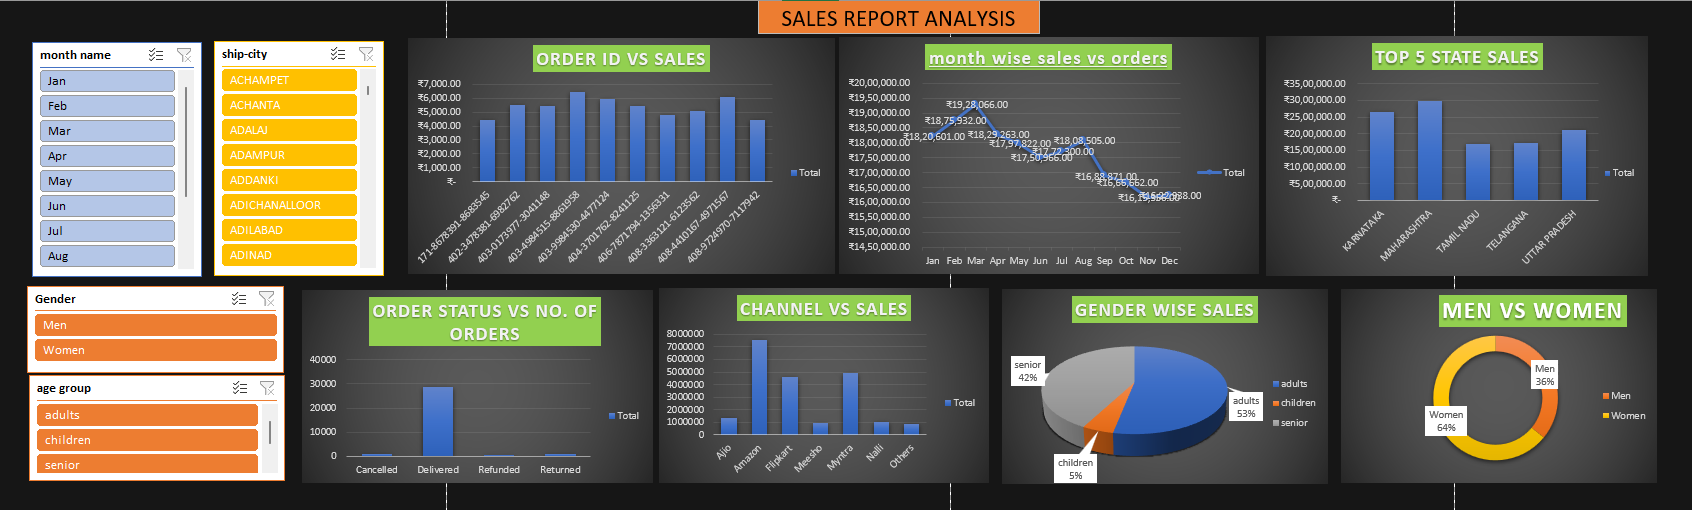 SALES REPORT ANALYSIS
month name
Jan
Feb
Mar
Apr
May
Jun
Jul
Aug
ship-city
ACHAMPET
ACHANTA
ADALAJ
ADAMPUR
ADDANKI
ADICHANALLOOR
ADILABAD
ADINAD
ORDER ID VS SALES
₹7,000.00
₹6,000.00
₹5,000.00
₹4,000.00
₹3,000.00
₹2,000.00
₹1,000.00
₹-
171-8678391-8683545
402-3478381-6982762
403-0173977-3041148
403-4984515-8861958
403-9984530-4477124
404-3701762-8241125
406-7871794-1356331
408-3363121-6123562
408-4410167-4971567
408-9724970-7117942
Total
month wise sales vs orders
₹20,00,000.00
₹19,50,000.00
₹19,00,000.00
₹18,50,000.00
₹18,00,000.00
₹17,50,000.00
₹17,00,000.00
₹16,50,000.00
₹16,00,000.00
₹15,50,000.00
₹15,00,000.00
₹14,50,000.00
₹18,20,601.00
₹18,75,932.00
₹19,28,066.00
₹18,29,263.00
₹17,97,822.00
₹17,50,966.00
₹17,72,300.00
₹18,08,505.00
₹16,88,871.00
₹16,66,662.00
Jan Feb Mar Apr May Jun Jul Aug Sep Oct Nov Dec
Total
TOP 5 STATE SALES
₹35,00,000.00
₹30,00,000.00
₹25,00,000.00
₹20,00,000.00
₹15,00,000.00
₹10,00,000.00
₹5,00,000.00
₹-
KARNATAKA
MAHARASHTRA
TAMIL NADU
TELANGANA
UTTAR PRADESH
Total
Gender
Men
Women
age group
adults
children
senior
ORDER STATUS VS NO. OF
ORDERS
40000
30000
20000
10000
0
Cancelled Delivered Refunded Returned
Total
CHANNEL VS SALES
8000000
7000000
6000000
5000000
4000000
3000000
2000000
1000000
0
Ajio
Amazon
Flipkart
Meesho
Myntra
Nalli
Others
Total
GENDER WISE SALES
senior
42%
adults
53%
children
5%
adults
children
senior
MEN VS WOMEN
Men
36%
Women
64%
Men
Women